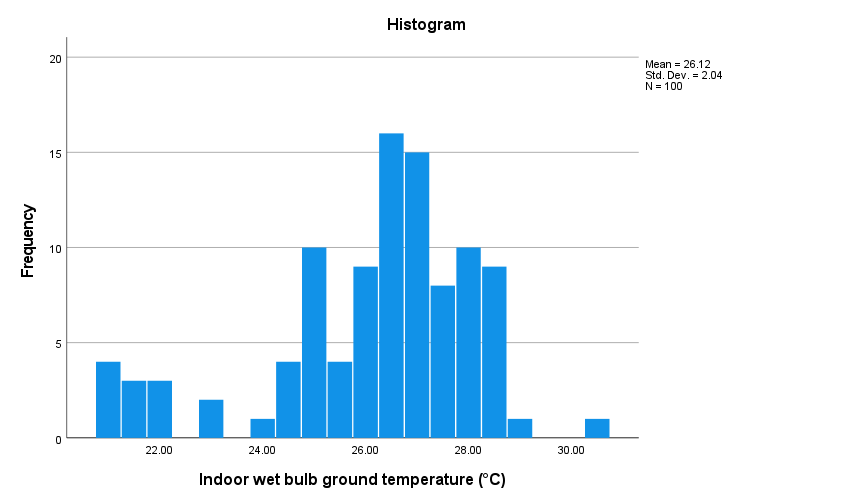 Histogram
20
15
10
5
0
Frequency
22.00 24.00 26.00 28.00 30.00
Indoor wet bulb ground temperature (°C)
Mean = 26.12
Std. Dev. = 2.04
N = 100